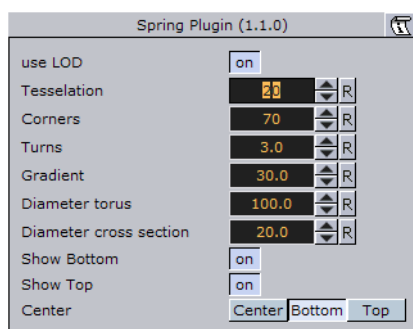 Spring Plugin (1.1.0)
use LOD on
Tesselation 20 R
Corners 70 R
Turns 3.0 R
Gradient 30.0 R
Diameter torus 100.0 R
Diameter cross section 20.0 R
Show Bottom on
Show Top on
Center Center Bottom Top